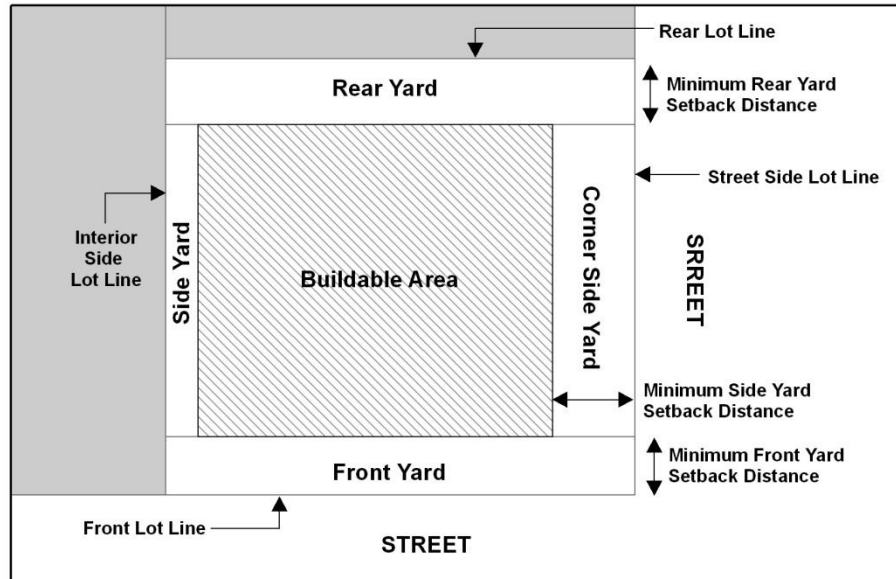 Rear Lot Line
Rear Yard
Minimum Rear Yard
Setback Distance
Street Side Lot Line
Interior
Side
Lot Line
Side Yard
Buildable Area
Corner Side Yard
SRREET
Minimum Side Yard
Setback Distance
Front Yard
Minimum Front Yard
Setback Distance
Front Lot Line
STREET